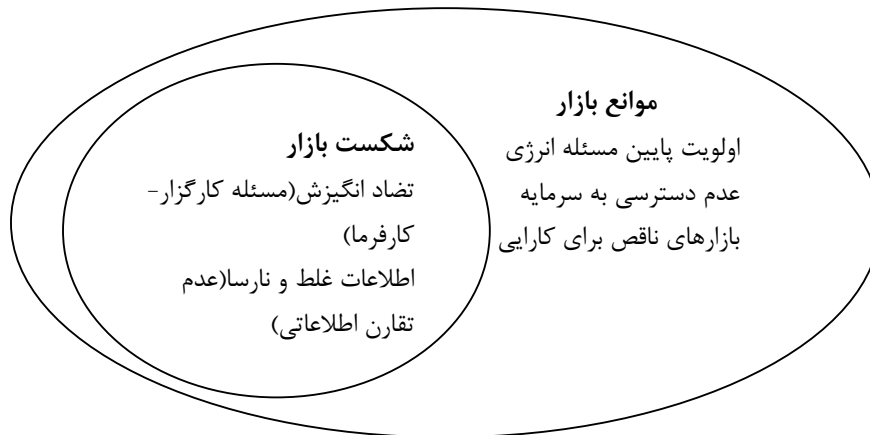 موانع بازار
اولویت پایین مسئله انرژی
عدم دسترسی به سرمایه
بازارهای ناقص برای کارایی
شکست بازار
تضاد انگیزش(مسئله کارگزار-
کارفرما)
اطلاعات غلط و نارسا(عدم
تقارن اطلاعاتی)